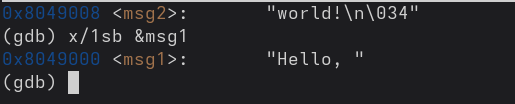 0x8049008 <msg2>:       "world!\n\034"
(gdb) x/1sb &msg1
0x8049000 <msg1>:       "Hello, "
(gdb)